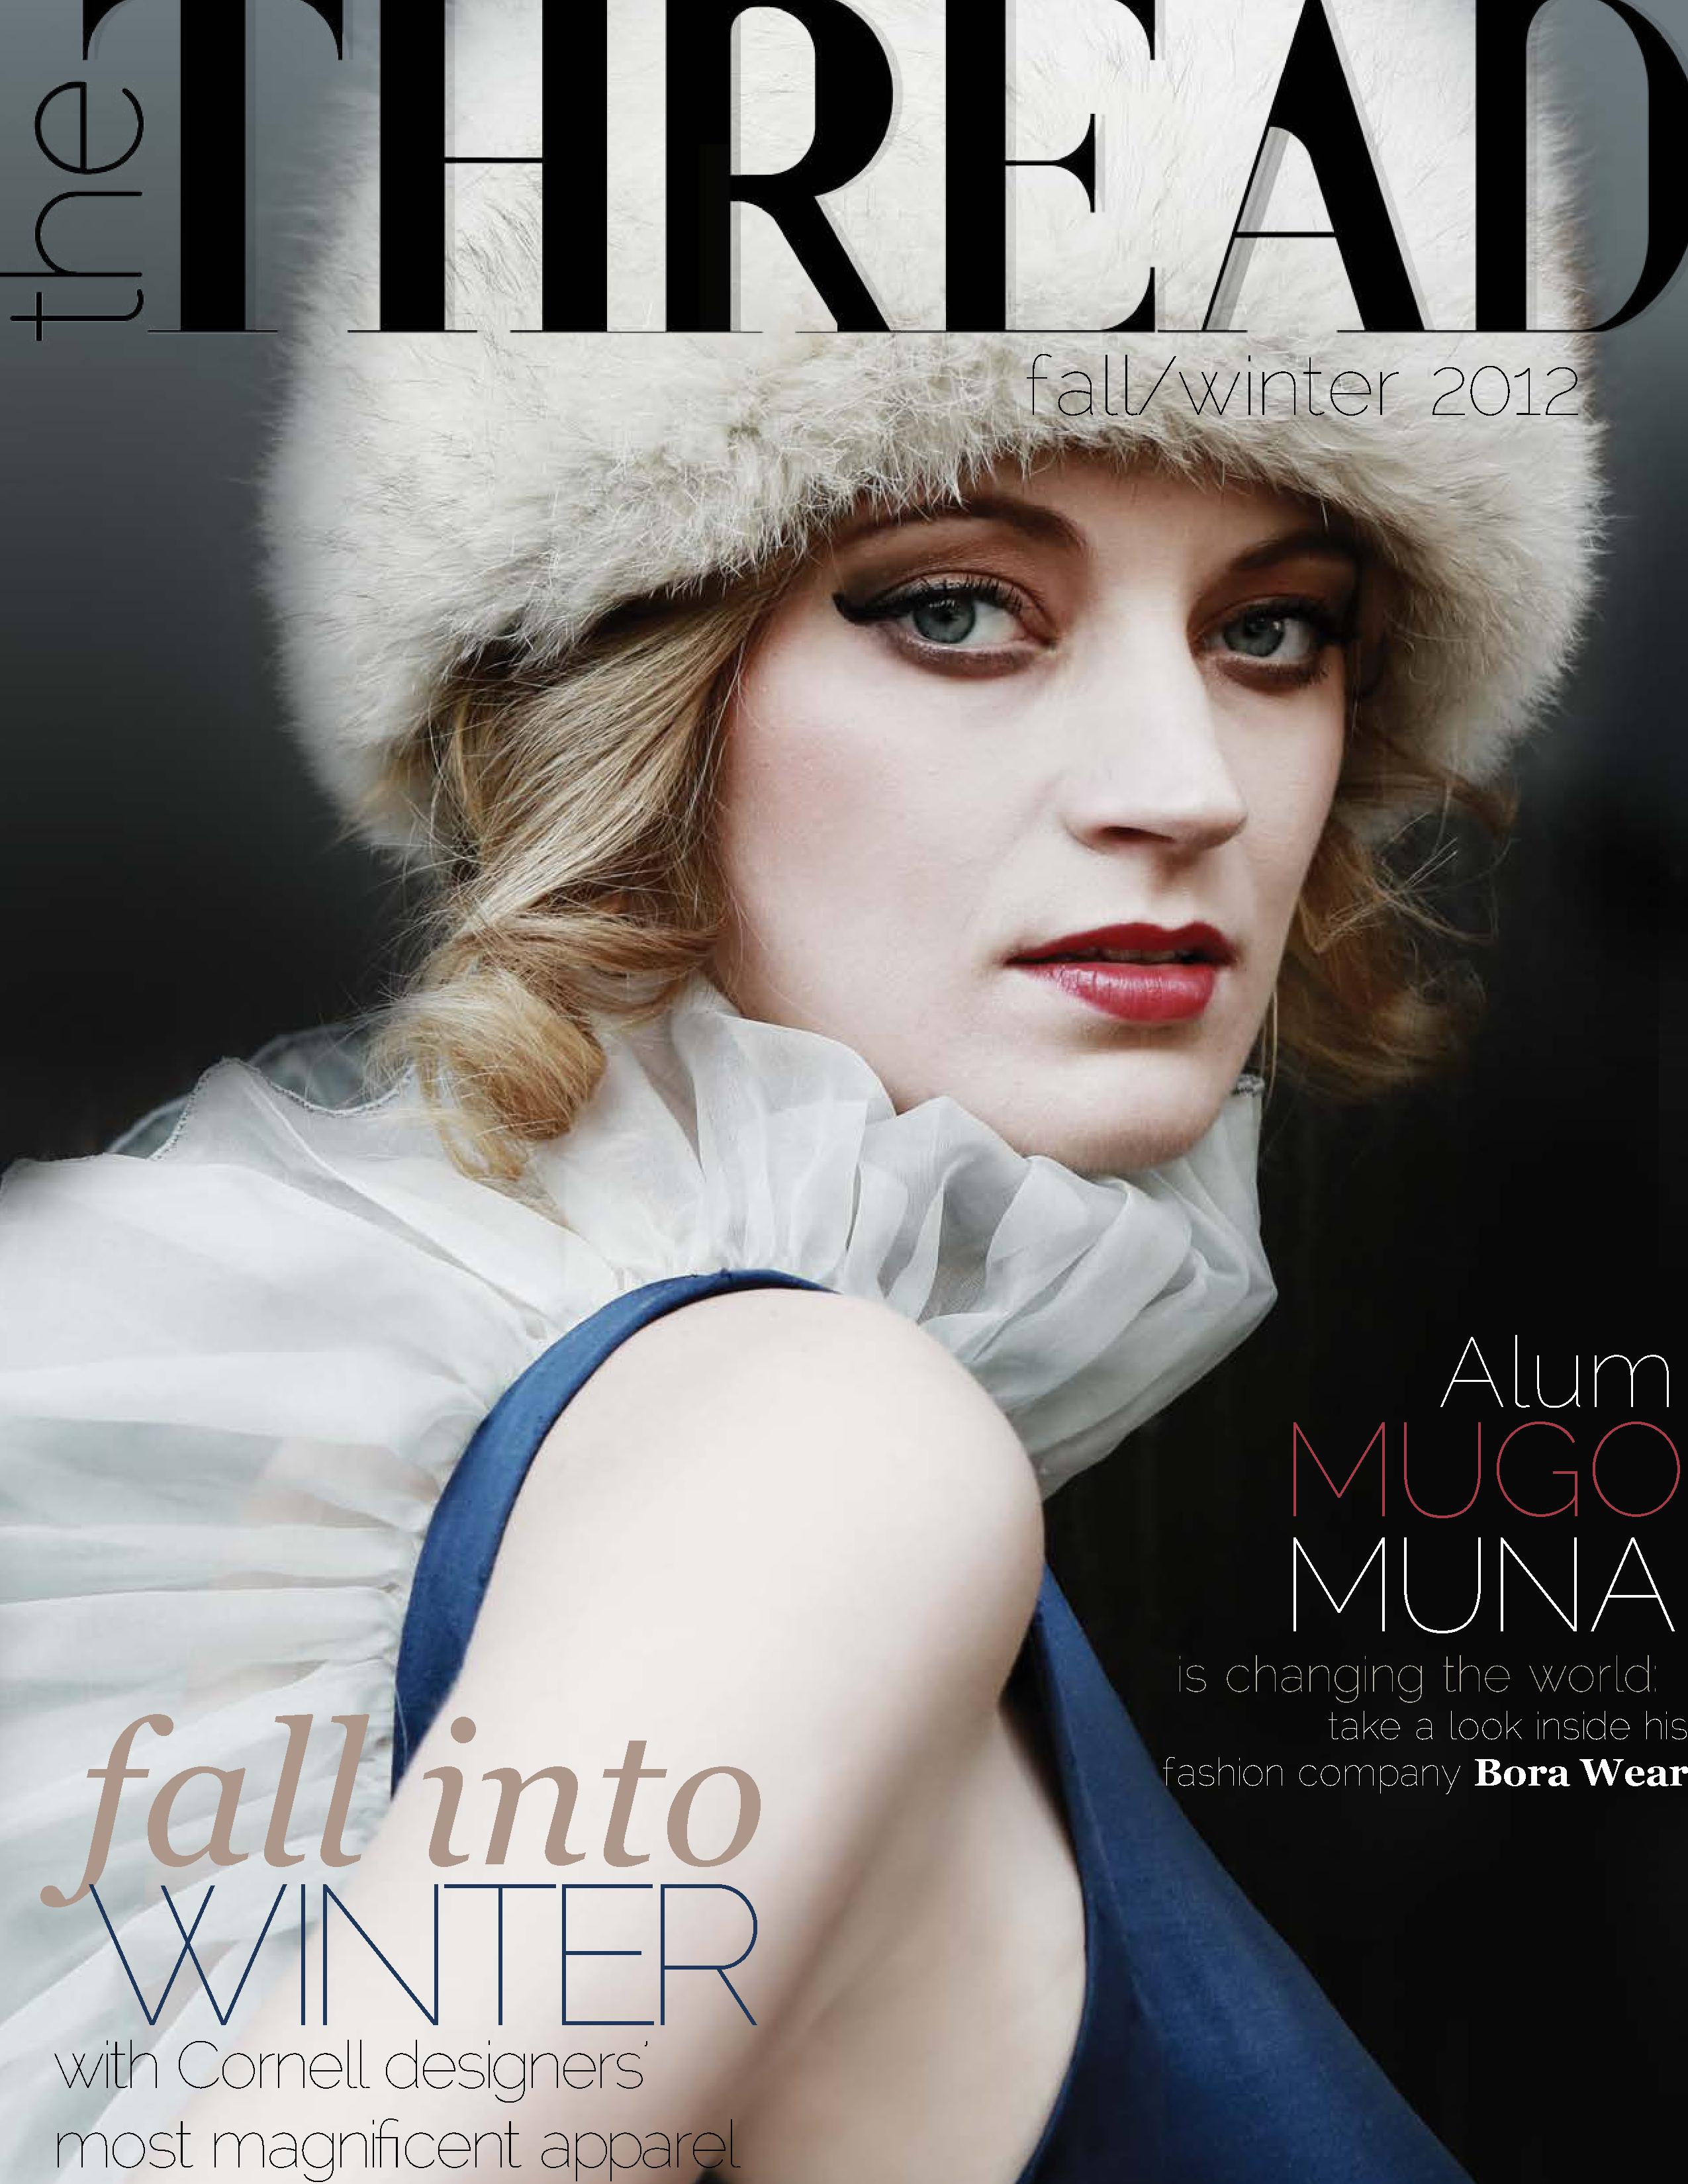 the THREAD
fall/winter 2012
Alum
MUGO
MUNA
is changing the world:
take a look inside his
fashion company Bora Wear
fall into
WINTER
with Cornell designers'
most magnificent apparel